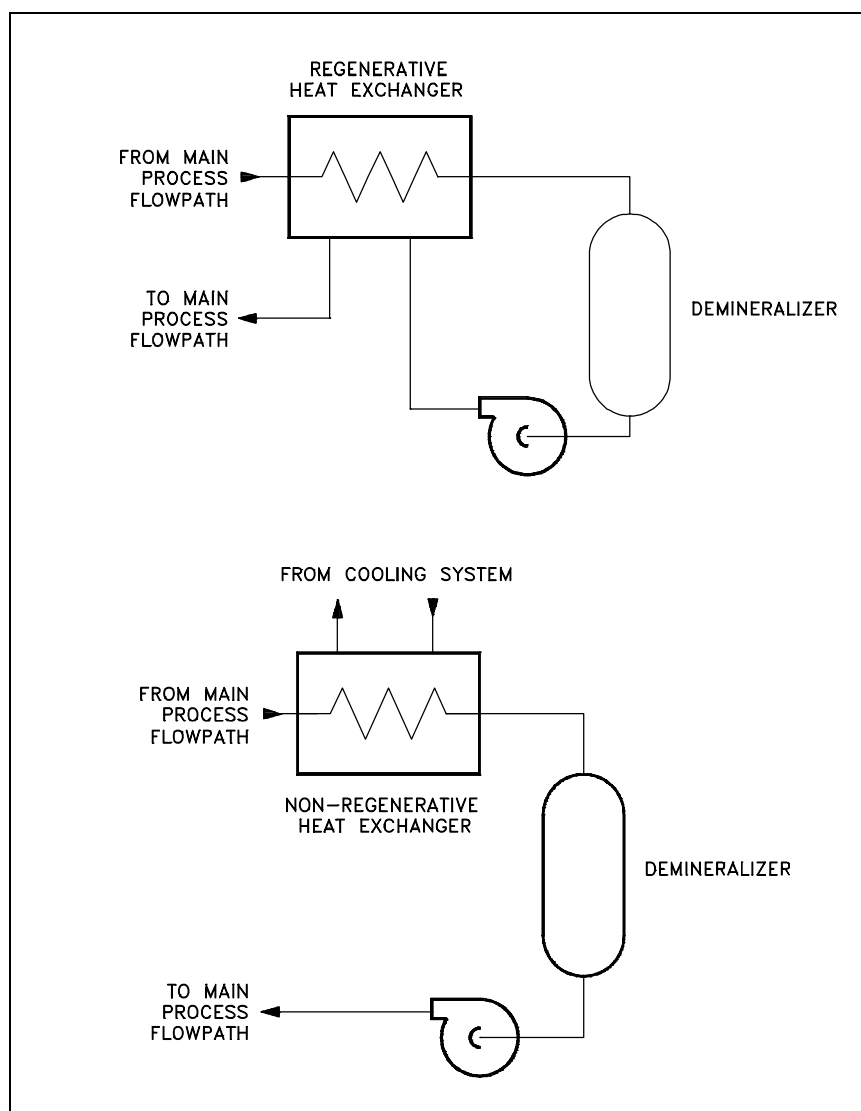 REGENERATIVE
HEAT EXCHANGER
FROM MAIN
PROCESS
FLOWPATH
TO MAIN
PROCESS
FLOWPATH
DEMINERALIZER
FROM COOLING SYSTEM
FROM MAIN
PROCESS
FLOWPATH
NON-REGENERATIVE
HEAT EXCHANGER
DEMINERALIZER
TO MAIN
PROCESS
FLOWPATH